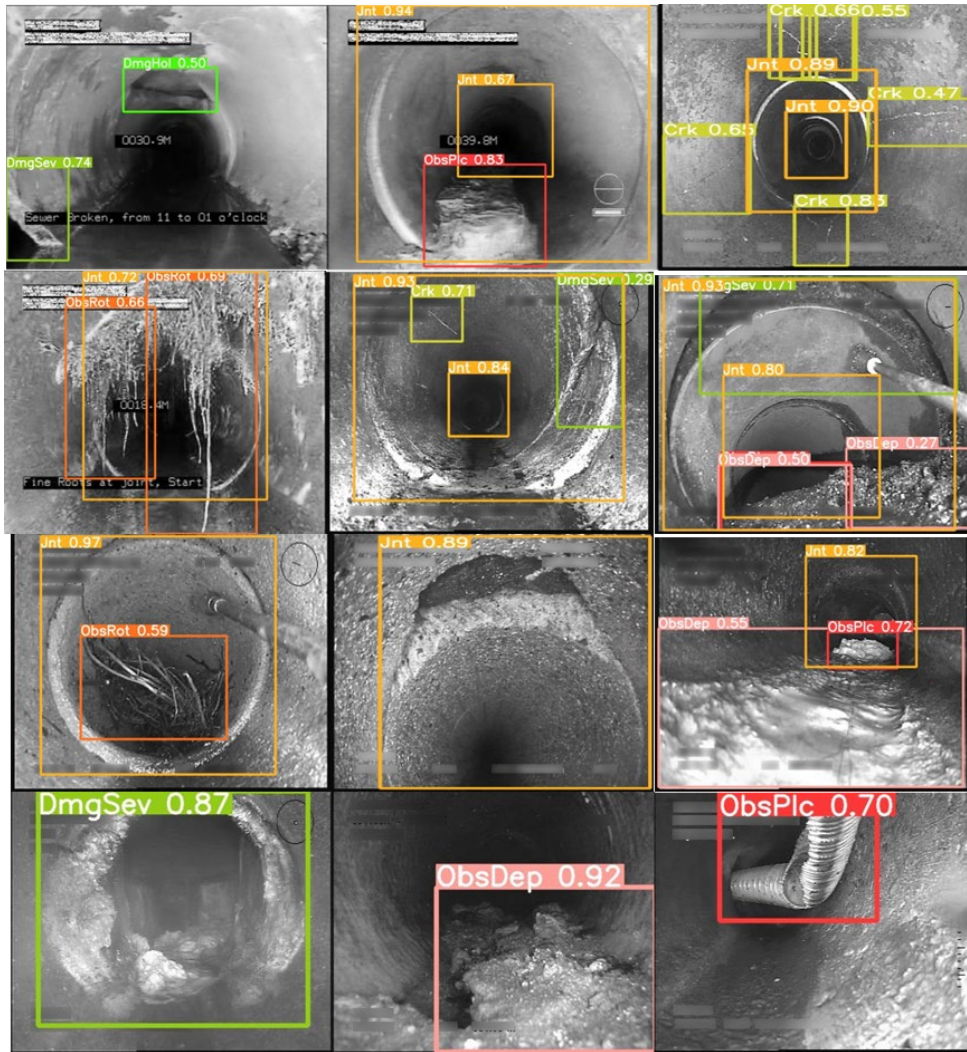 DmgHol 0.50
0030.9M
DmgSev 0.74
Sewer Broken, from 11 to 01 o'clock
Jnt 0.94
Jnt 0.67
0039.8M
ObsPlc 0.83
Crk 0.660.55
Jnt 0.89
Crk 0.47
Jnt 0.90
Crk 0.65
Crk 0.83
Jnt 0.72
ObsRot 0.69
ObsRot 0.66
0018.4M
Fine Roots at joint, Start
Jnt 0.93
DmgSev 0.29
Crk 0.71
Jnt 0.84
Jnt 0.93
gSev 0.71
Jnt 0.80
ObsDep 0.27
ObsDep 0.50
Jnt 0.97
ObsRot 0.59
Jnt 0.89
Jnt 0.82
ObsDep 0.55
ObsPlc 0.72
DmgSev 0.87
ObsDep 0.92
ObsPlc 0.70